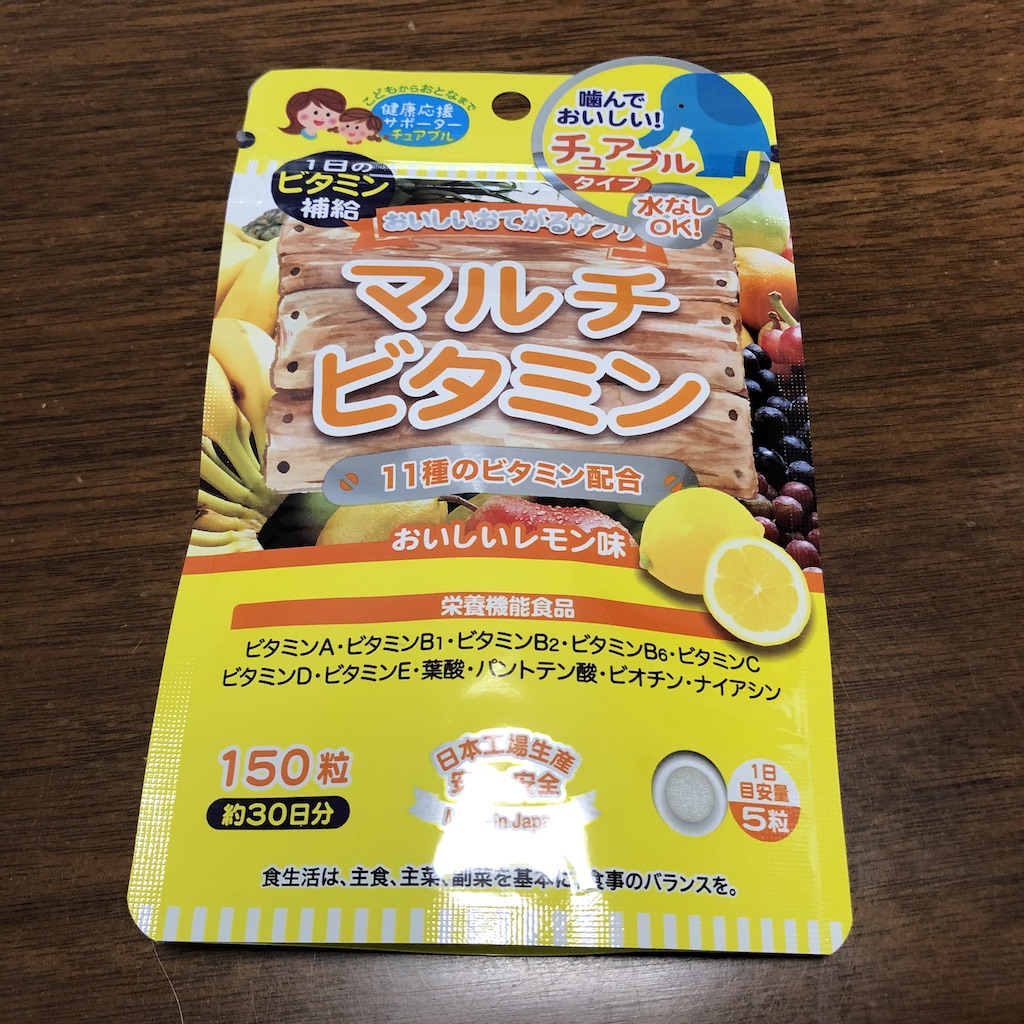 こどもからおとなまで
健康応援
サポーター
チュアブル
噛んで
おいしい!
チュアブル
タイプ
水なし
OK!
1日の
ビタミン
補給
おいしいおてがるサプリ
マルチ
ビタミン
11種のビタミン配合
おいしいレモン味
栄養機能食品
ビタミンA・ビタミンB1・ビタミンB2・ビタミンB6・ビタミンC
ビタミンD・ビタミンE・葉酸・パントテン酸・ビオチン・ナイアシン
150粒
約30日分
日本工場生産
安全
in Japa
1日
目安量
5粒
食生活は、主食、主菜、副菜を基本に、食事のバランスを。